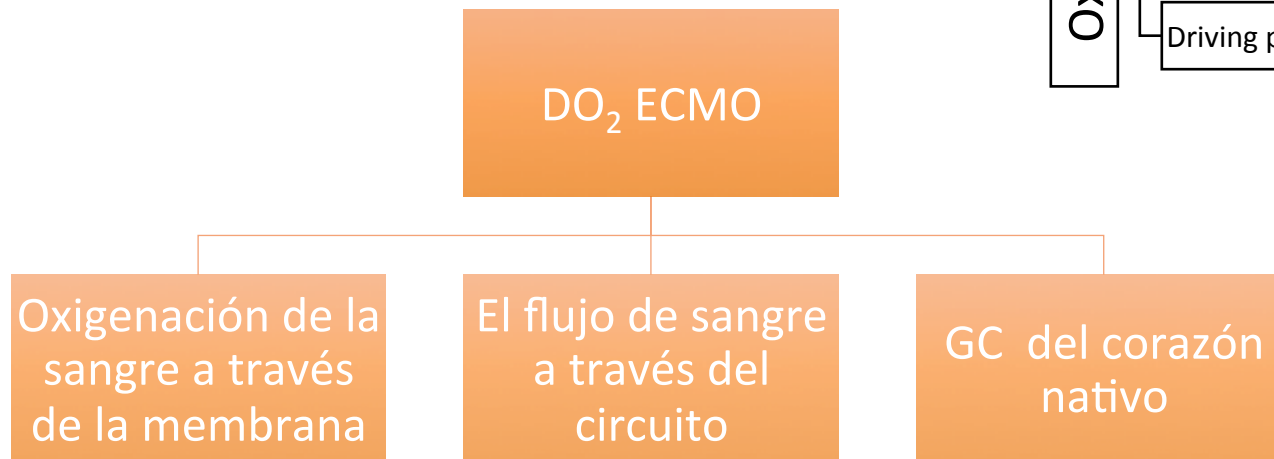 Ox
Driving p
DO₂ ECMO
Oxigenación de la
sangre a través
de la membrana
El flujo de sangre
a través del
circuito
GC del corazón
nativo